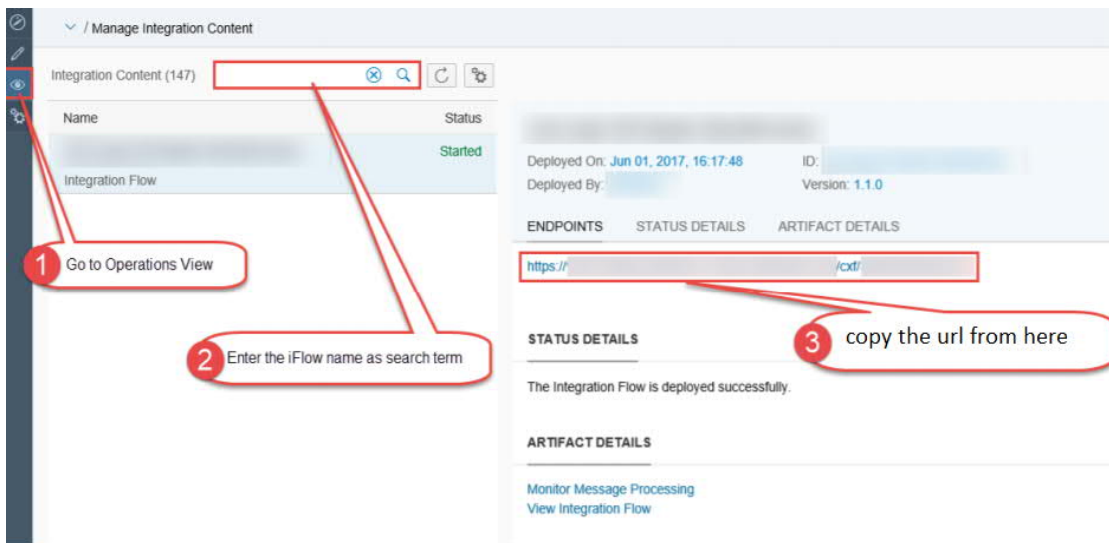 / Manage Integration Content
Integration Content (147)
Name Status
Started
Integration Flow
1 Go to Operations View
2 Enter the iFlow name as search term
Deployed On: Jun 01, 2017, 16:17:48 ID:
Deployed By: Version: 1.1.0
ENDPOINTS STATUS DETAILS ARTIFACT DETAILS
https:// /cxf/
3 copy the url from here
STATUS DETAILS
The Integration Flow is deployed successfully.
ARTIFACT DETAILS
Monitor Message Processing
View Integration Flow